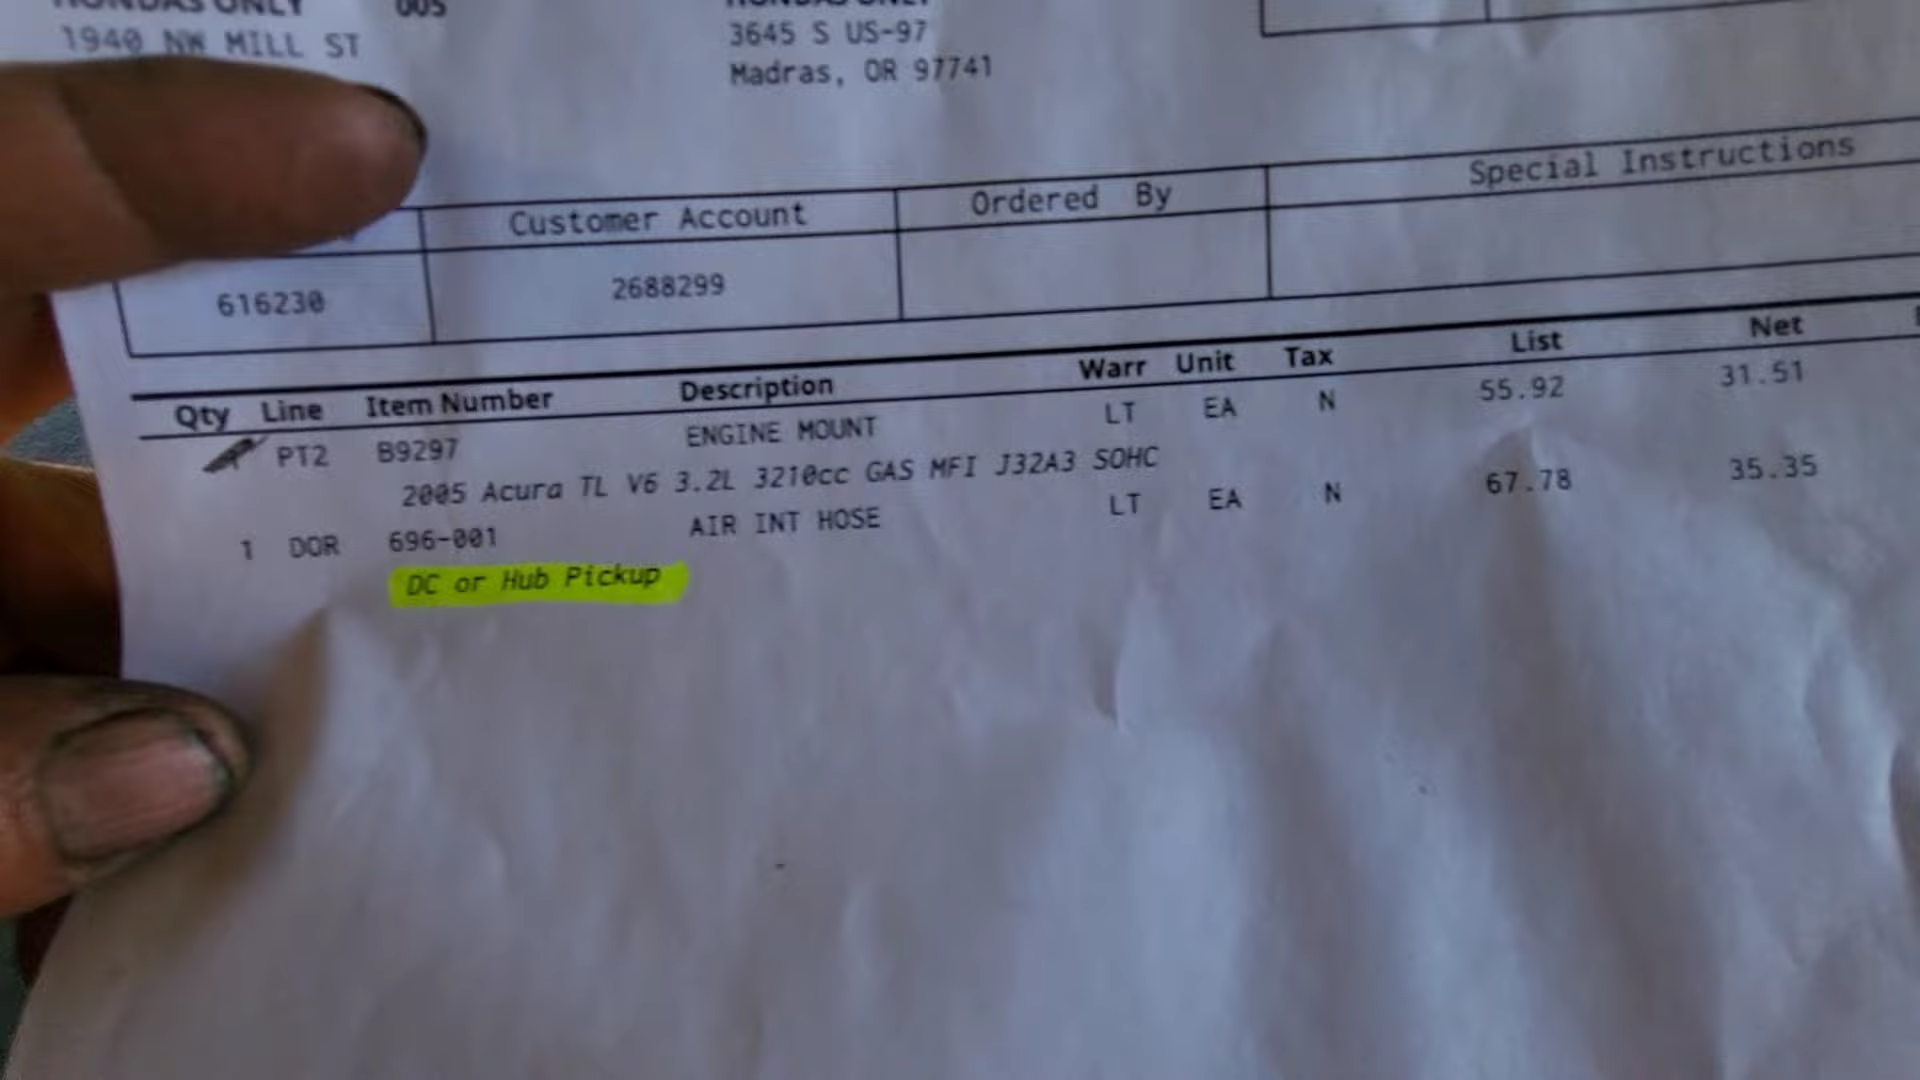 1940 NW MILL ST
005
HONDAS ONLY
3645 S US-97
Madras, OR 97741
Customer Account
Ordered By
Special Instructions
616230
2688299
Qty Line Item Number Description Warr Unit Tax List Net
PT2 B9297 ENGINE MOUNT LT EA N 55.92 31.51
2005 Acura TL V6 3.2L 3210cc GAS MFI J32A3 SOHC
1 DOR 696-001 AIR INT HOSE LT EA N 67.78 35.35
DC or Hub Pickup